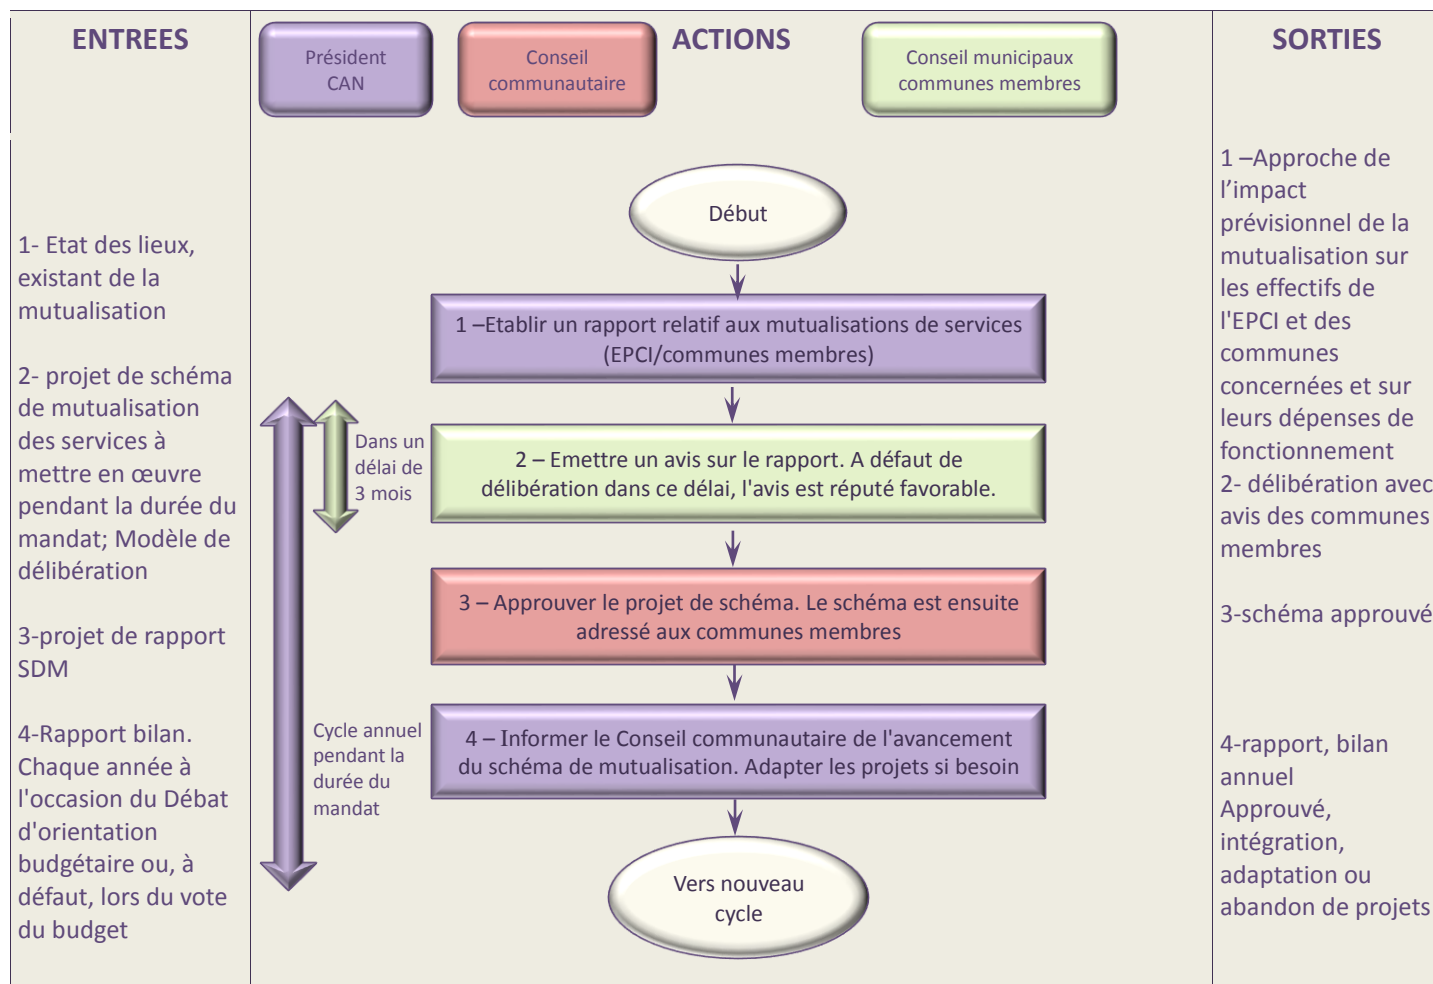 ENTREES
ACTIONS
SORTIES
Président
CAN
Conseil
communautaire
Conseil municipaux
communes membres
1- Etat des lieux,
existant de la
mutualisation
2- projet de schéma
de mutualisation
des services à
mettre en œuvre
pendant la durée du
mandat; Modèle de
délibération
3-projet de rapport
SDM
4-Rapport bilan.
Chaque année à
l'occasion du Débat
d'orientation
budgétaire ou, à
défaut, lors du vote
du budget
Début
1 –Etablir un rapport relatif aux mutualisations de services
(EPCI/communes membres)
Dans un
délai de
3 mois
2 – Emettre un avis sur le rapport. A défaut de
délibération dans ce délai, l'avis est réputé favorable.
3 – Approuver le projet de schéma. Le schéma est ensuite
adressé aux communes membres
Cycle annuel
pendant la
durée du
mandat
4 – Informer le Conseil communautaire de l'avancement
du schéma de mutualisation. Adapter les projets si besoin
Vers nouveau
cycle
1 –Approche de
l’impact
prévisionnel de la
mutualisation sur
les effectifs de
l'EPCI et des
communes
concernées et sur
leurs dépenses de
fonctionnement
2- délibération avec
avis des communes
membres
3-schéma approuvé
4-rapport, bilan
annuel
Approuvé,
intégration,
adaptation ou
abandon de projets